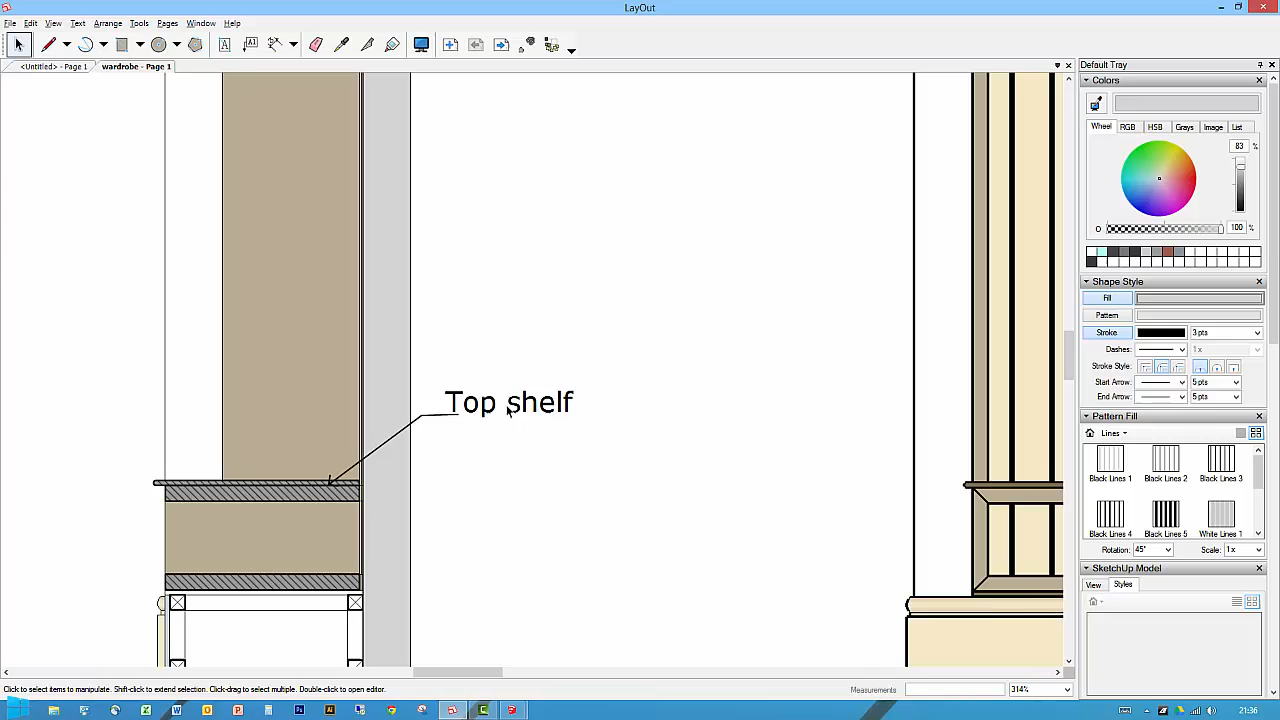 LayOut
File Edit View Text Arrange Tools Pages Window Help
<Untitled> - Page 1
wardrobe - Page 1
Default Tray
Colors
Wheel RGB HSB Grays Image List
83 %
O 100 %
Shape Style
Fill
Pattern
Stroke 3 pts
Dashes: 1 x
Stroke Style:
Start Arrow: 5 pts
End Arrow: 5 pts
Pattern Fill
Lines
Black Lines 1 Black Lines 2 Black Lines 3
Black Lines 4 Black Lines 5 White Lines 1
Rotation: 45° Scale: 1 x
SketchUp Model
View Styles
Top shelf
Click to select items to manipulate. Shift-click to extend selection. Click-drag to select multiple. Double-click to open editor.
Measurements
314%
21:36